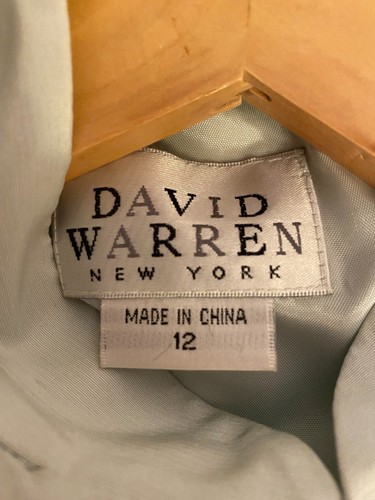 DAVID
WARREN
NEW YORK
MADE IN CHINA
12